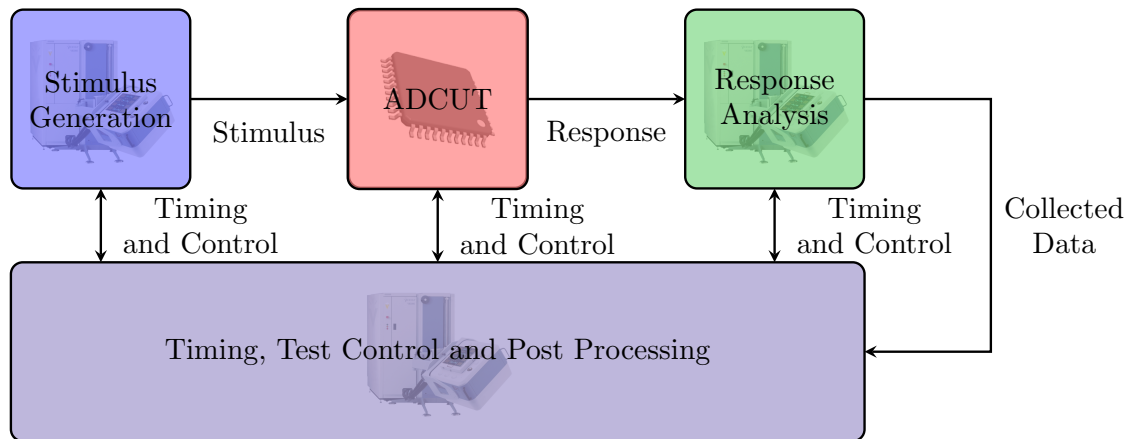 Stimulus
Generation
Stimulus
ADCUT
Response
Response
Analysis
Timing
and Control
Timing
and Control
Timing
and Control
Collected
Data
Timing, Test Control and Post Processing